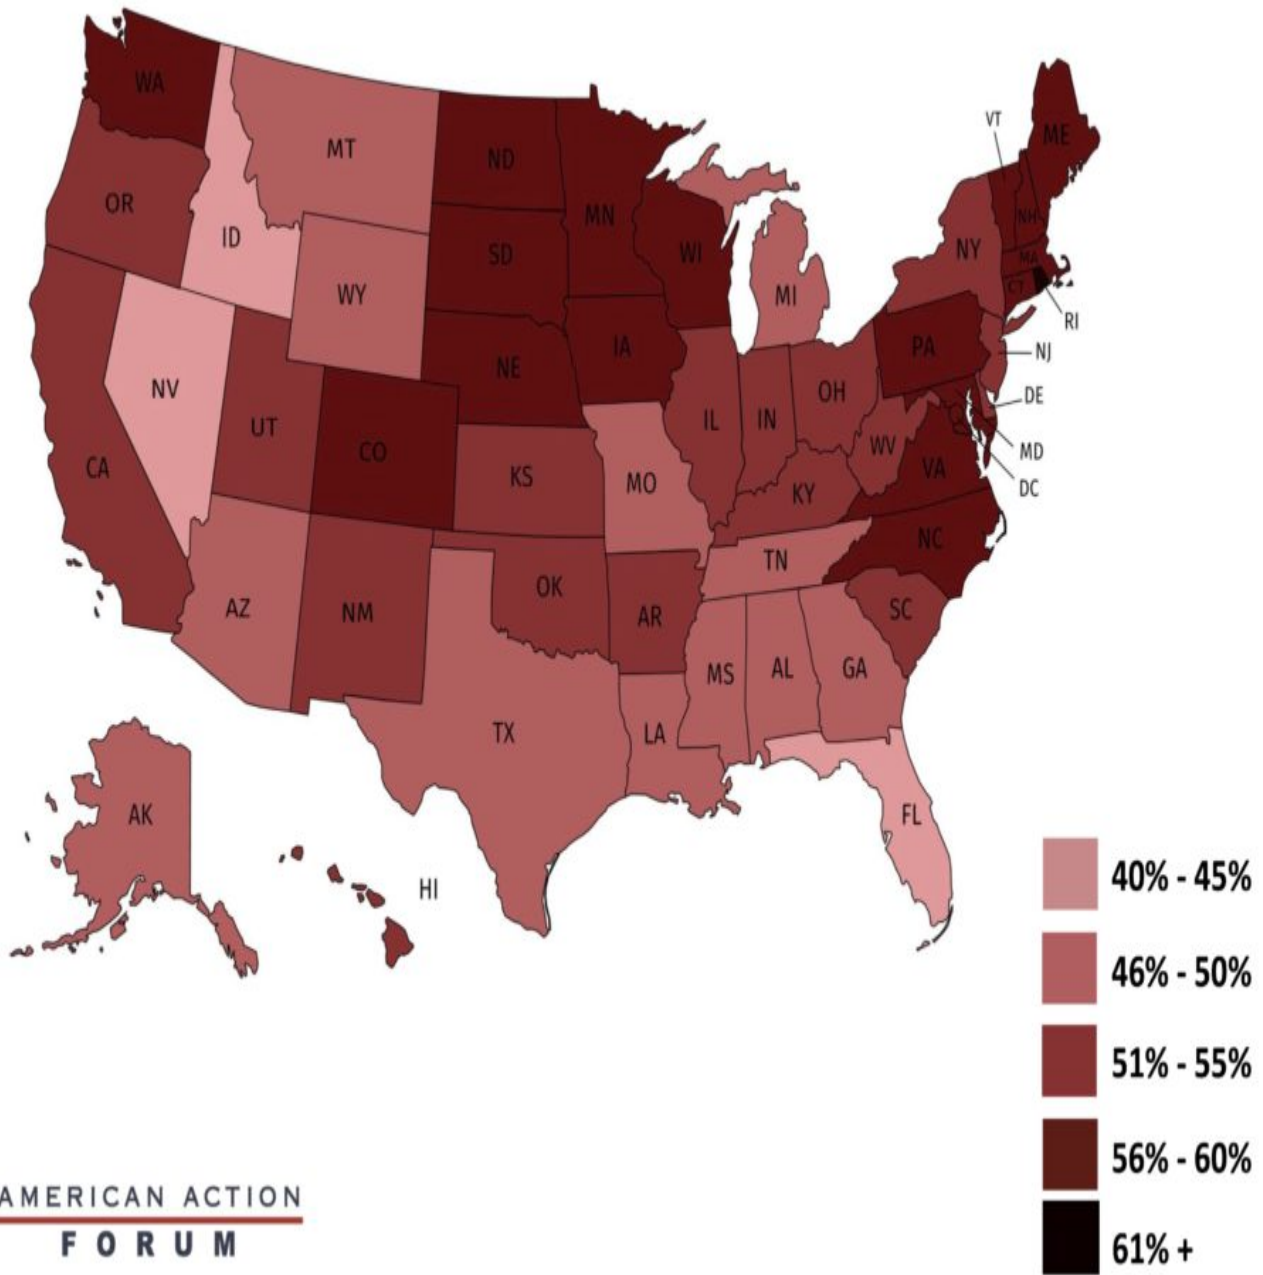 WA
VT
ME
MT
ND
OR
MN
NH
ID
SD
WI
NY
MA
WY
MI
CT
RI
IA
PA
NJ
NE
NV
OH
DE
UT
IL
IN
CO
WV
MD
CA
KS
MO
VA
KY
DC
NC
TN
OK
AZ
NM
AR
SC
MS
AL
GA
TX
LA
AK
FL
HI
40% - 45%
46% - 50%
51% - 55%
56% - 60%
61% +
AMERICAN ACTION
FORUM